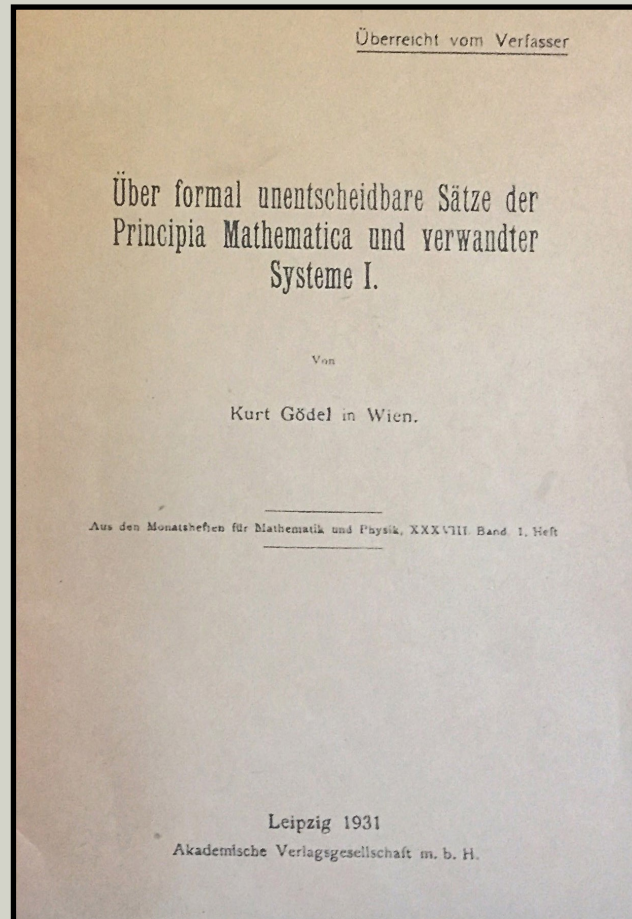 Überreicht vom Verfasser
Über formal unentscheidbare Sätze der
Principia Mathematica und verwandter
Systeme I.
Von
Kurt Gödel in Wien.
Aus den Monatsheften für Mathematik und Physik, XXXVIII. Band, 1. Heft
Leipzig 1931
Akademische Verlagsgesellschaft m. b. H.